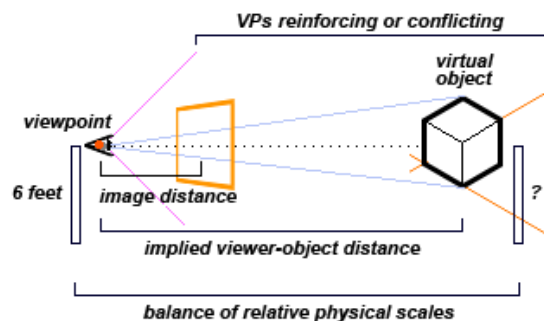 VPs reinforcing or conflicting
virtual
object
viewpoint
6 feet
image distance
?
implied viewer-object distance
balance of relative physical scales